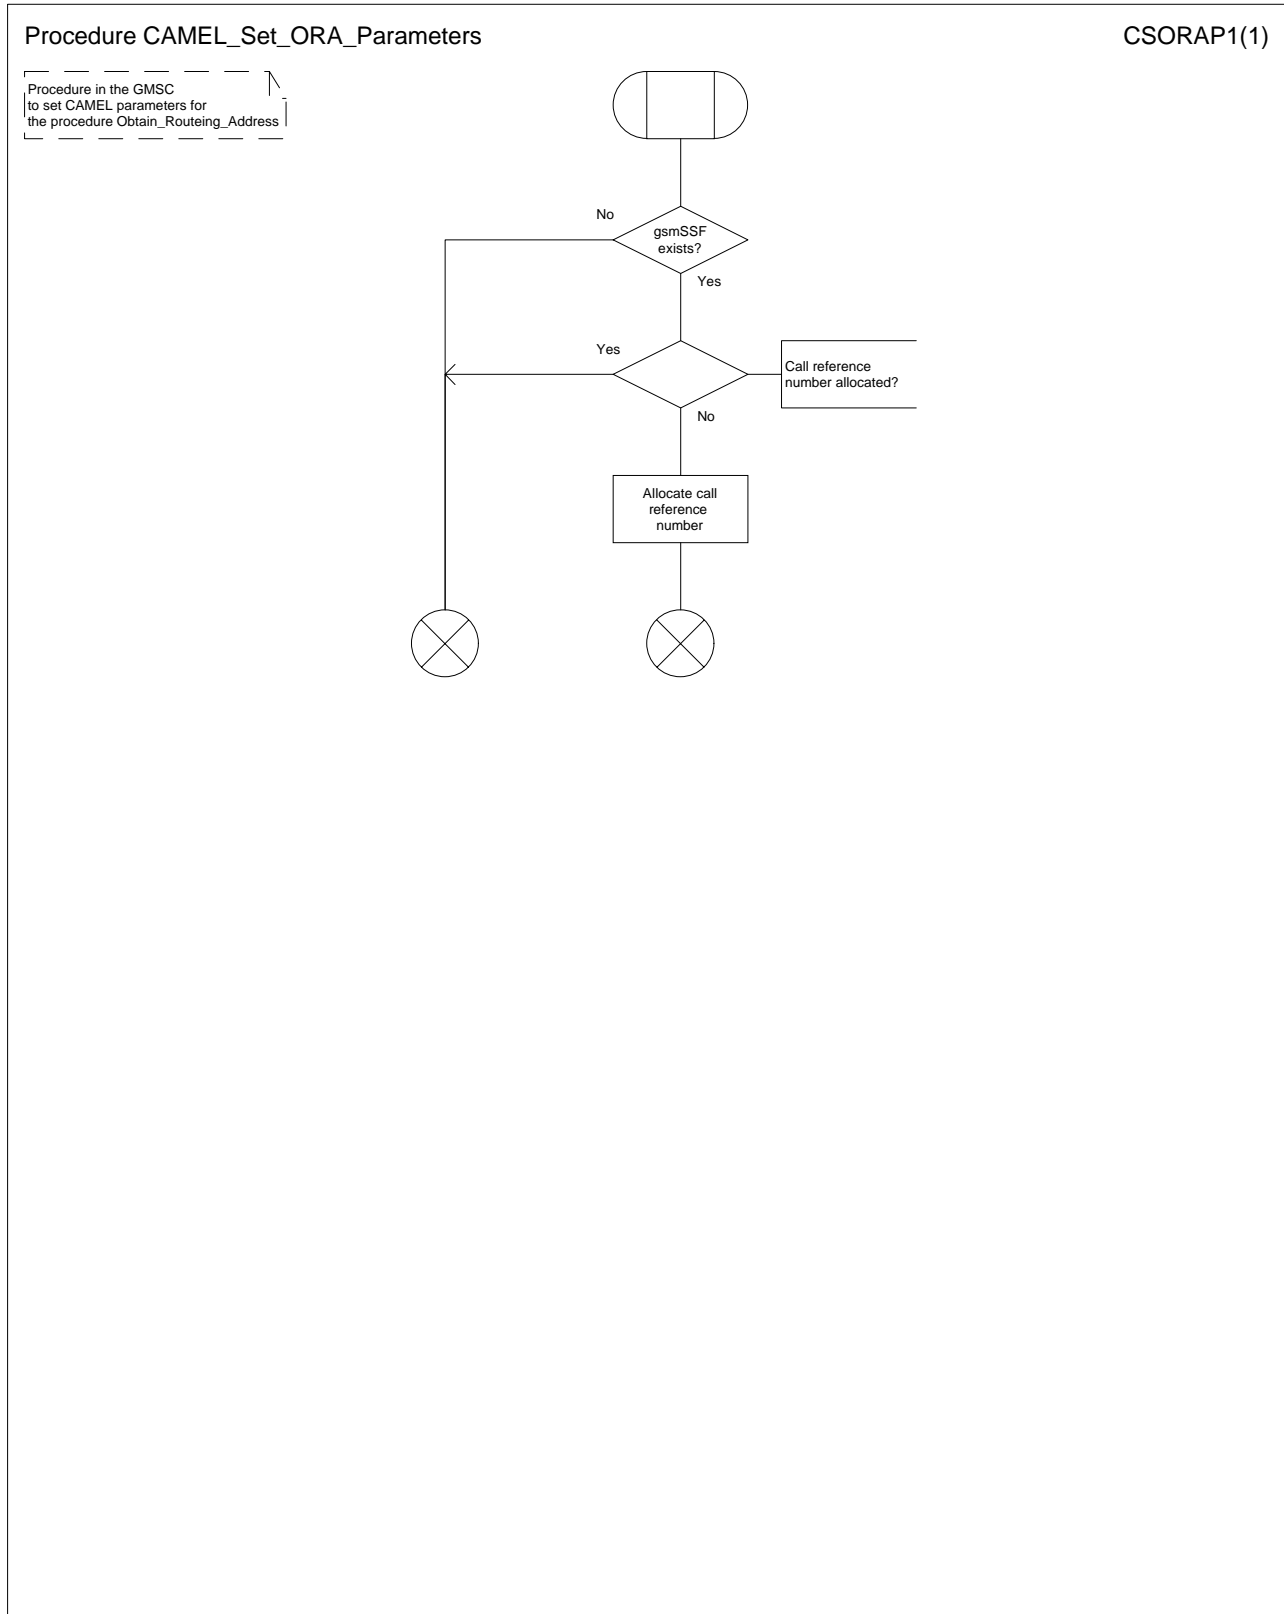 Procedure CAMEL_Set_ORA_Parameters
CSORAP1(1)
Procedure in the GMSC
to set CAMEL parameters for
the procedure Obtain_Routeing_Address
No
gsmSSF
exists?
Yes
Yes
Call reference
number allocated?
No
Allocate call
reference
number